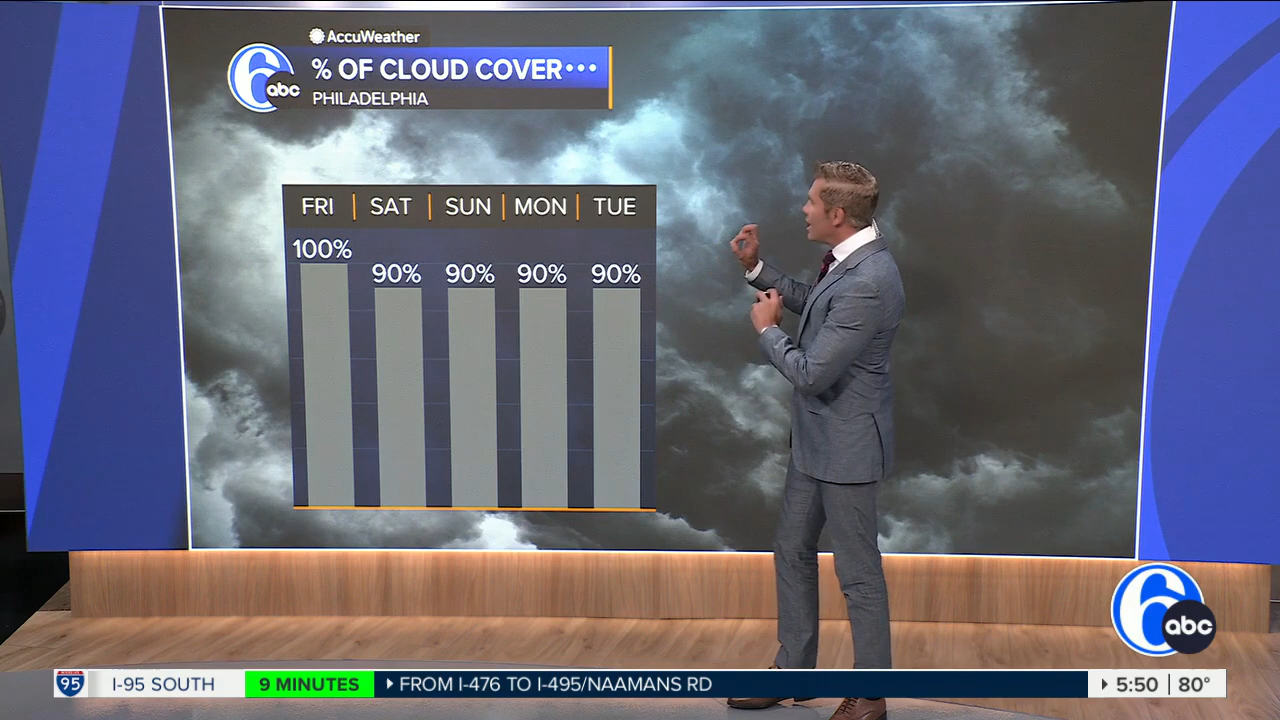 AccuWeather
6abc % OF CLOUD COVER•••
PHILADELPHIA
FRI | SAT | SUN | MON | TUE
100% 90% 90% 90% 90%
6abc
95 I-95 SOUTH 9 MINUTES FROM I-476 TO I-495/NAAMANS RD 5:50 | 80°